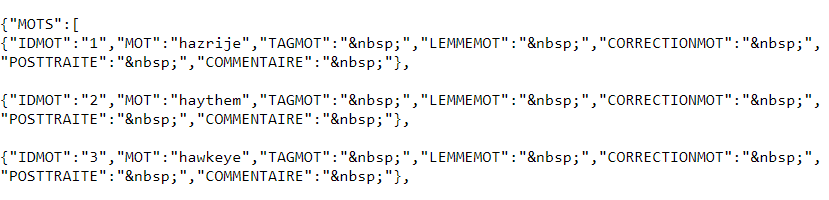 {"MOTS":[
{"IDMOT":"1","MOT":"hazrije","TAGMOT":"&nbsp;","LEMMEMOT":"&nbsp;","CORRECTIONMOT":"&nbsp;",
"POSTTRAITE":"&nbsp;","COMMENTAIRE":"&nbsp;"},
{"IDMOT":"2","MOT":"haythem","TAGMOT":"&nbsp;","LEMMEMOT":"&nbsp;","CORRECTIONMOT":"&nbsp;",
"POSTTRAITE":"&nbsp;","COMMENTAIRE":"&nbsp;"},
{"IDMOT":"3","MOT":"hawkeye","TAGMOT":"&nbsp;","LEMMEMOT":"&nbsp;","CORRECTIONMOT":"&nbsp;",
"POSTTRAITE":"&nbsp;","COMMENTAIRE":"&nbsp;"},